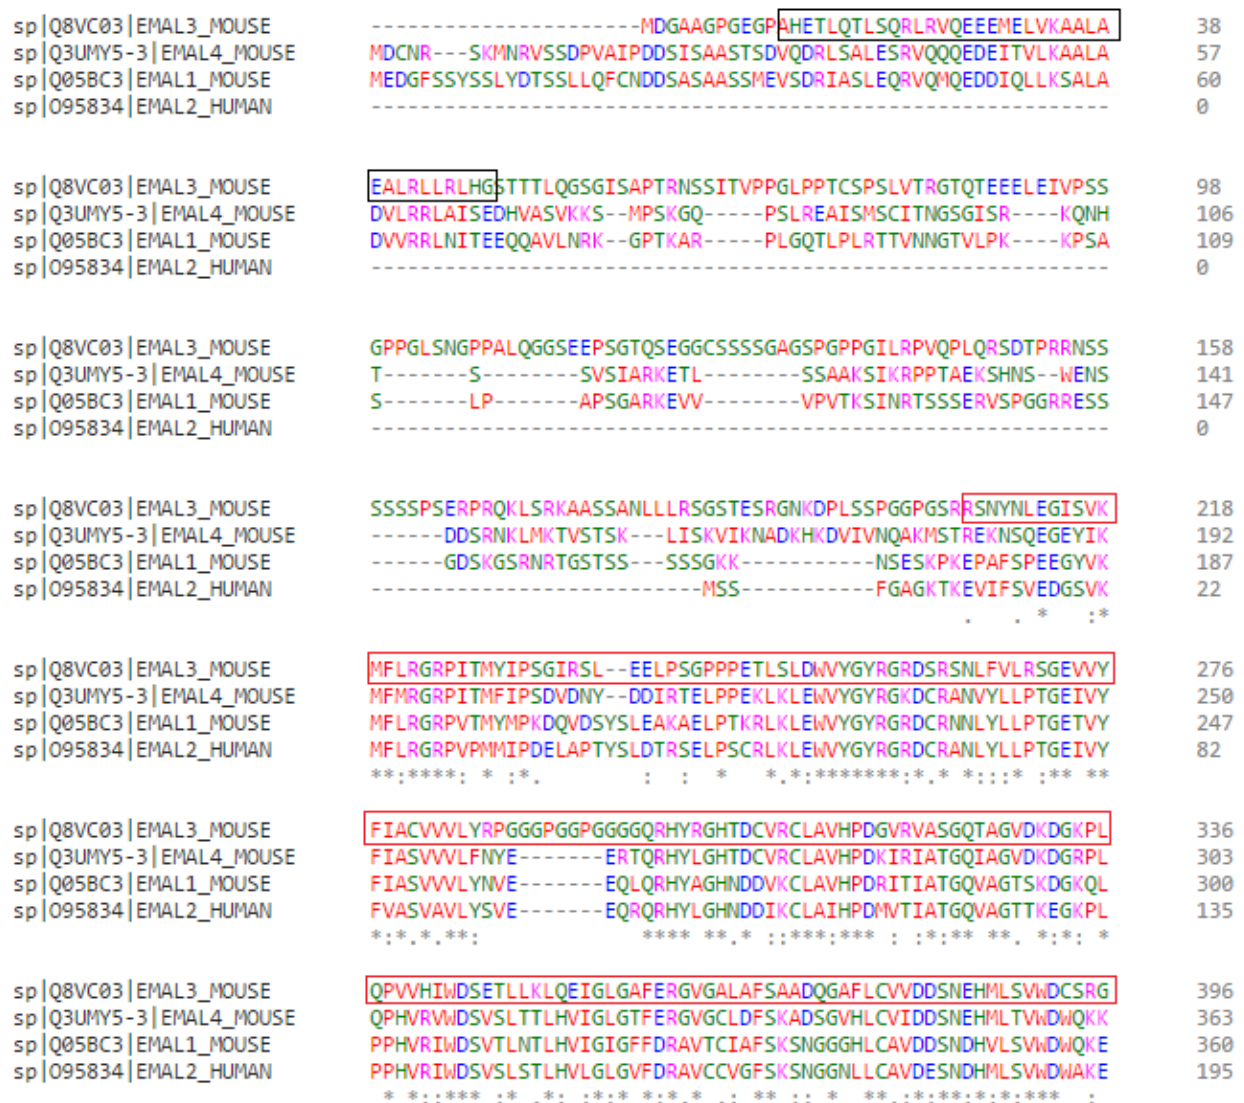 sp|Q8VC03|EMAL3_MOUSE ----------------------MDGAAGPGEGPAHETLQTLSQRLRVQEEEMELVKAALA 38
sp|Q3UMY5-3|EMAL4_MOUSE MDCNR---SKMNRVSSDPVAIPDDSISAASTSDVQDRLSALESRVQQQEDEITVLKAALA 57
sp|Q05BC3|EMAL1_MOUSE MEDGFSSYSSLYDTSSLLQFCNDDSASAASSMEVSDRIASLEQRVQMQEDDIQLLKSALA 60
sp|O95834|EMAL2_HUMAN ------------------------------------------------------------ 0
sp|Q8VC03|EMAL3_MOUSE EALRLLRLHGSTTTLQGSGISAPTRNSSITVPPGLPPTCSPSLVTRGTQTEEELEIVPSS 98
sp|Q3UMY5-3|EMAL4_MOUSE DVLRRLAISEDHVASVKKS--MPSKGQ-----PSLREAISMSCITNGSGISR----KQNH 106
sp|Q05BC3|EMAL1_MOUSE DVVRRLNITEEQQAVLNRK--GPTKAR-----PLGQTLPLRTTVNNGTVLPK----KPSA 109
sp|O95834|EMAL2_HUMAN ------------------------------------------------------------ 0
sp|Q8VC03|EMAL3_MOUSE GPPGLSNGPPALQGGSEEPSGTQSEGGCSSSSGAGSPGPPGILRPVQPLQRSDTPRRNSS 158
sp|Q3UMY5-3|EMAL4_MOUSE T-------S--------SVSIARKETL--------SSAAKSIKRPPTAEKSHNS--WENS 141
sp|Q05BC3|EMAL1_MOUSE S-------LP-------APSGARKEVV--------VPVTKSINRTSSSERVSPGGRRESS 147
sp|O95834|EMAL2_HUMAN ------------------------------------------------------------ 0
sp|Q8VC03|EMAL3_MOUSE SSSSPSERPRQKLSRKAASSANLLLRSGSTESRGNKDPLSSPGGPGSRRSNYNLEGISVK 218
sp|Q3UMY5-3|EMAL4_MOUSE ------DDSRNKLMKTVSTSK---LISKVIKNADKHKDVIVNQAKMSTREKNSQEGEYIK 192
sp|Q05BC3|EMAL1_MOUSE ------GDSKGSRNRTGSTSS---SSSGKK-----------NSESKPKEPAFSPEEGYVK 187
sp|O95834|EMAL2_HUMAN ---------------------------MSS-----------FGAGKTKEVIFSVEDGSVK 22
. . * :*
sp|Q8VC03|EMAL3_MOUSE MFLRGRPITMYIPSGIRSL--EELPSGPPPETLSLDWVYGYRGRDSRSNLFVLRSGEVVY 276
sp|Q3UMY5-3|EMAL4_MOUSE MFMRGRPITMFIPSDVDNY--DDIRTELPPEKLKLEWVYGYRGKDCRANVYLLPTGEIVY 250
sp|Q05BC3|EMAL1_MOUSE MFLRGRPVTMYMPKDQVDSYSLEAKAELPTKRLKLEWVYGYRGRDCRNNLYLLPTGETVY 247
sp|O95834|EMAL2_HUMAN MFLRGRPVPMMIPDELAPTYSLDTRSELPSCRLKLEWVYGYRGRDCRANLYLLPTGEIVY 82
**:****: * :*. : : * *.*:*******:*.* *:::* :** **
sp|Q8VC03|EMAL3_MOUSE FIACVVVLYRPGGGPGGPGGGGQRHYRGHTDCVRCLAVHPDGVRVASGQTAGVDKDGKPL 336
sp|Q3UMY5-3|EMAL4_MOUSE FIASVVVLFNYE-------ERTQRHYLGHTDCVRCLAVHPDKIRIATGQIAGVDKDGRPL 303
sp|Q05BC3|EMAL1_MOUSE FIASVVVLYNVE-------EQLQRHYAGHNDDVKCLAVHPDRITIATGQVAGTSKDGKQL 300
sp|O95834|EMAL2_HUMAN FVASVAVLYSVE-------EQRQRHYLGHNDDIKCLAIHPDMVTIATGQVAGTTKEGKPL 135
*:*.*.**: **** **.* ::***:*** : :*:** **. *:*: *
sp|Q8VC03|EMAL3_MOUSE QPVVHIWDSETLLKLQEIGLGAFERGVGALAFSAADQGAFLCVVDDSNEHMLSVWDCSRG 396
sp|Q3UMY5-3|EMAL4_MOUSE QPHVRVWDSVSLTTLHVIGLGTFERGVGCLDFSKADSGVHLCVIDDSNEHMLTVWDWQKK 363
sp|Q05BC3|EMAL1_MOUSE PPHVRIWDSVTLNTLHVIGIGFFDRAVTCIAFSKSNGGGHLCAVDDSNDHVLSVWDWQKE 360
sp|O95834|EMAL2_HUMAN PPHVRIWDSVSLSTLHVLGLGVFDRAVCCVGFSKSNGGNLLCAVDESNDHMLSVWDWAKE 195
* *::*** :* .*: :*:* *:*.* .: ** :: * **.:*:**:*:*:*** :